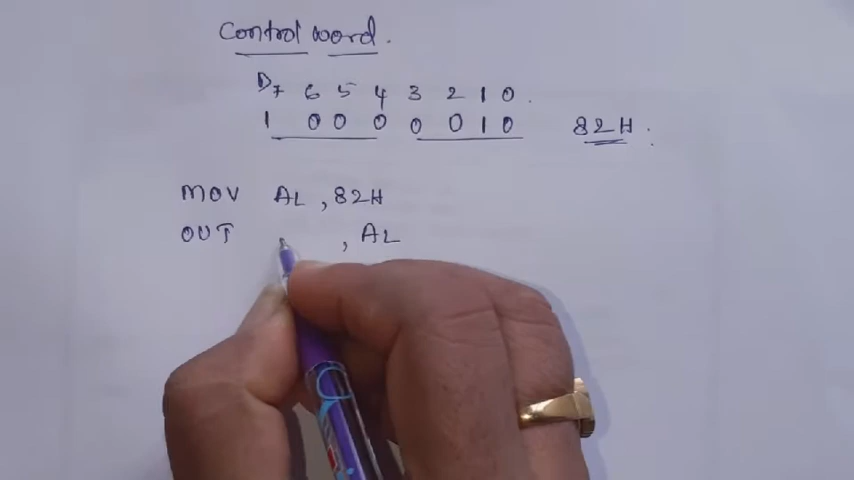 Control word.
D7 6 5 4 3 2 1 0.
1 0 0 0 0 0 1 0 82H.
MOV AL, 82H
OUT , AL